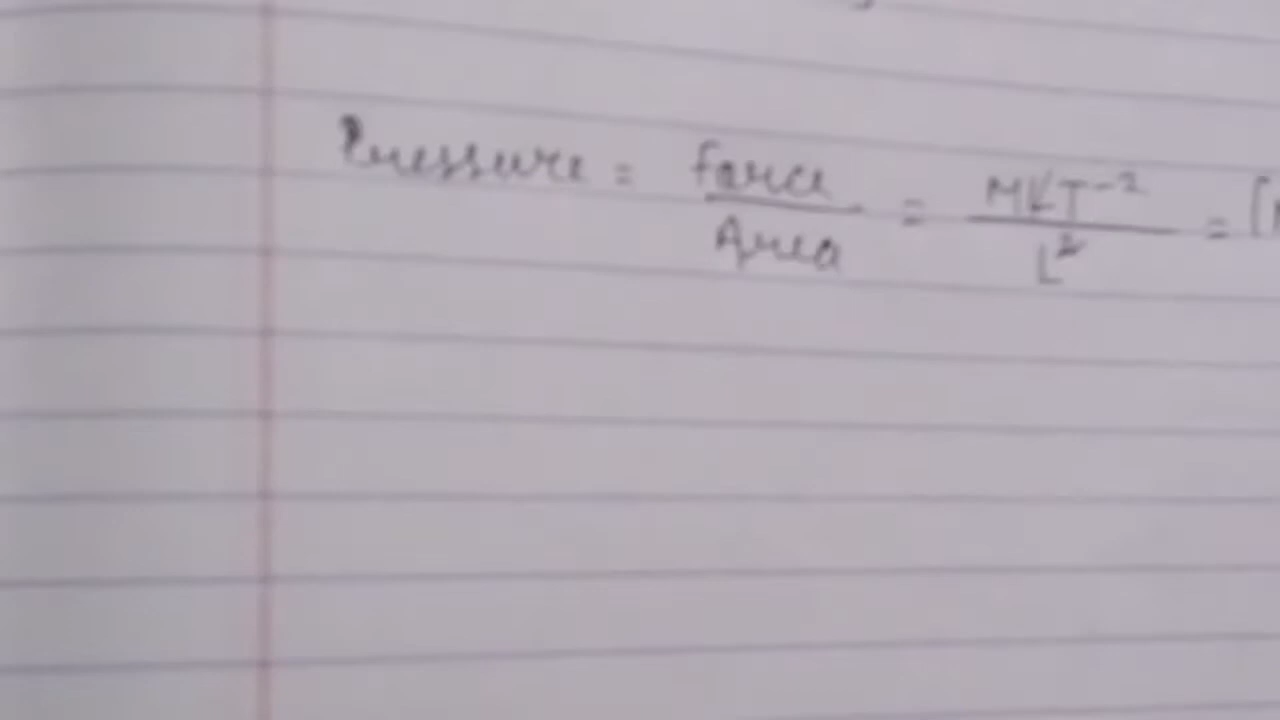 Pressure = Force / Area = MLT⁻² / L² = [M